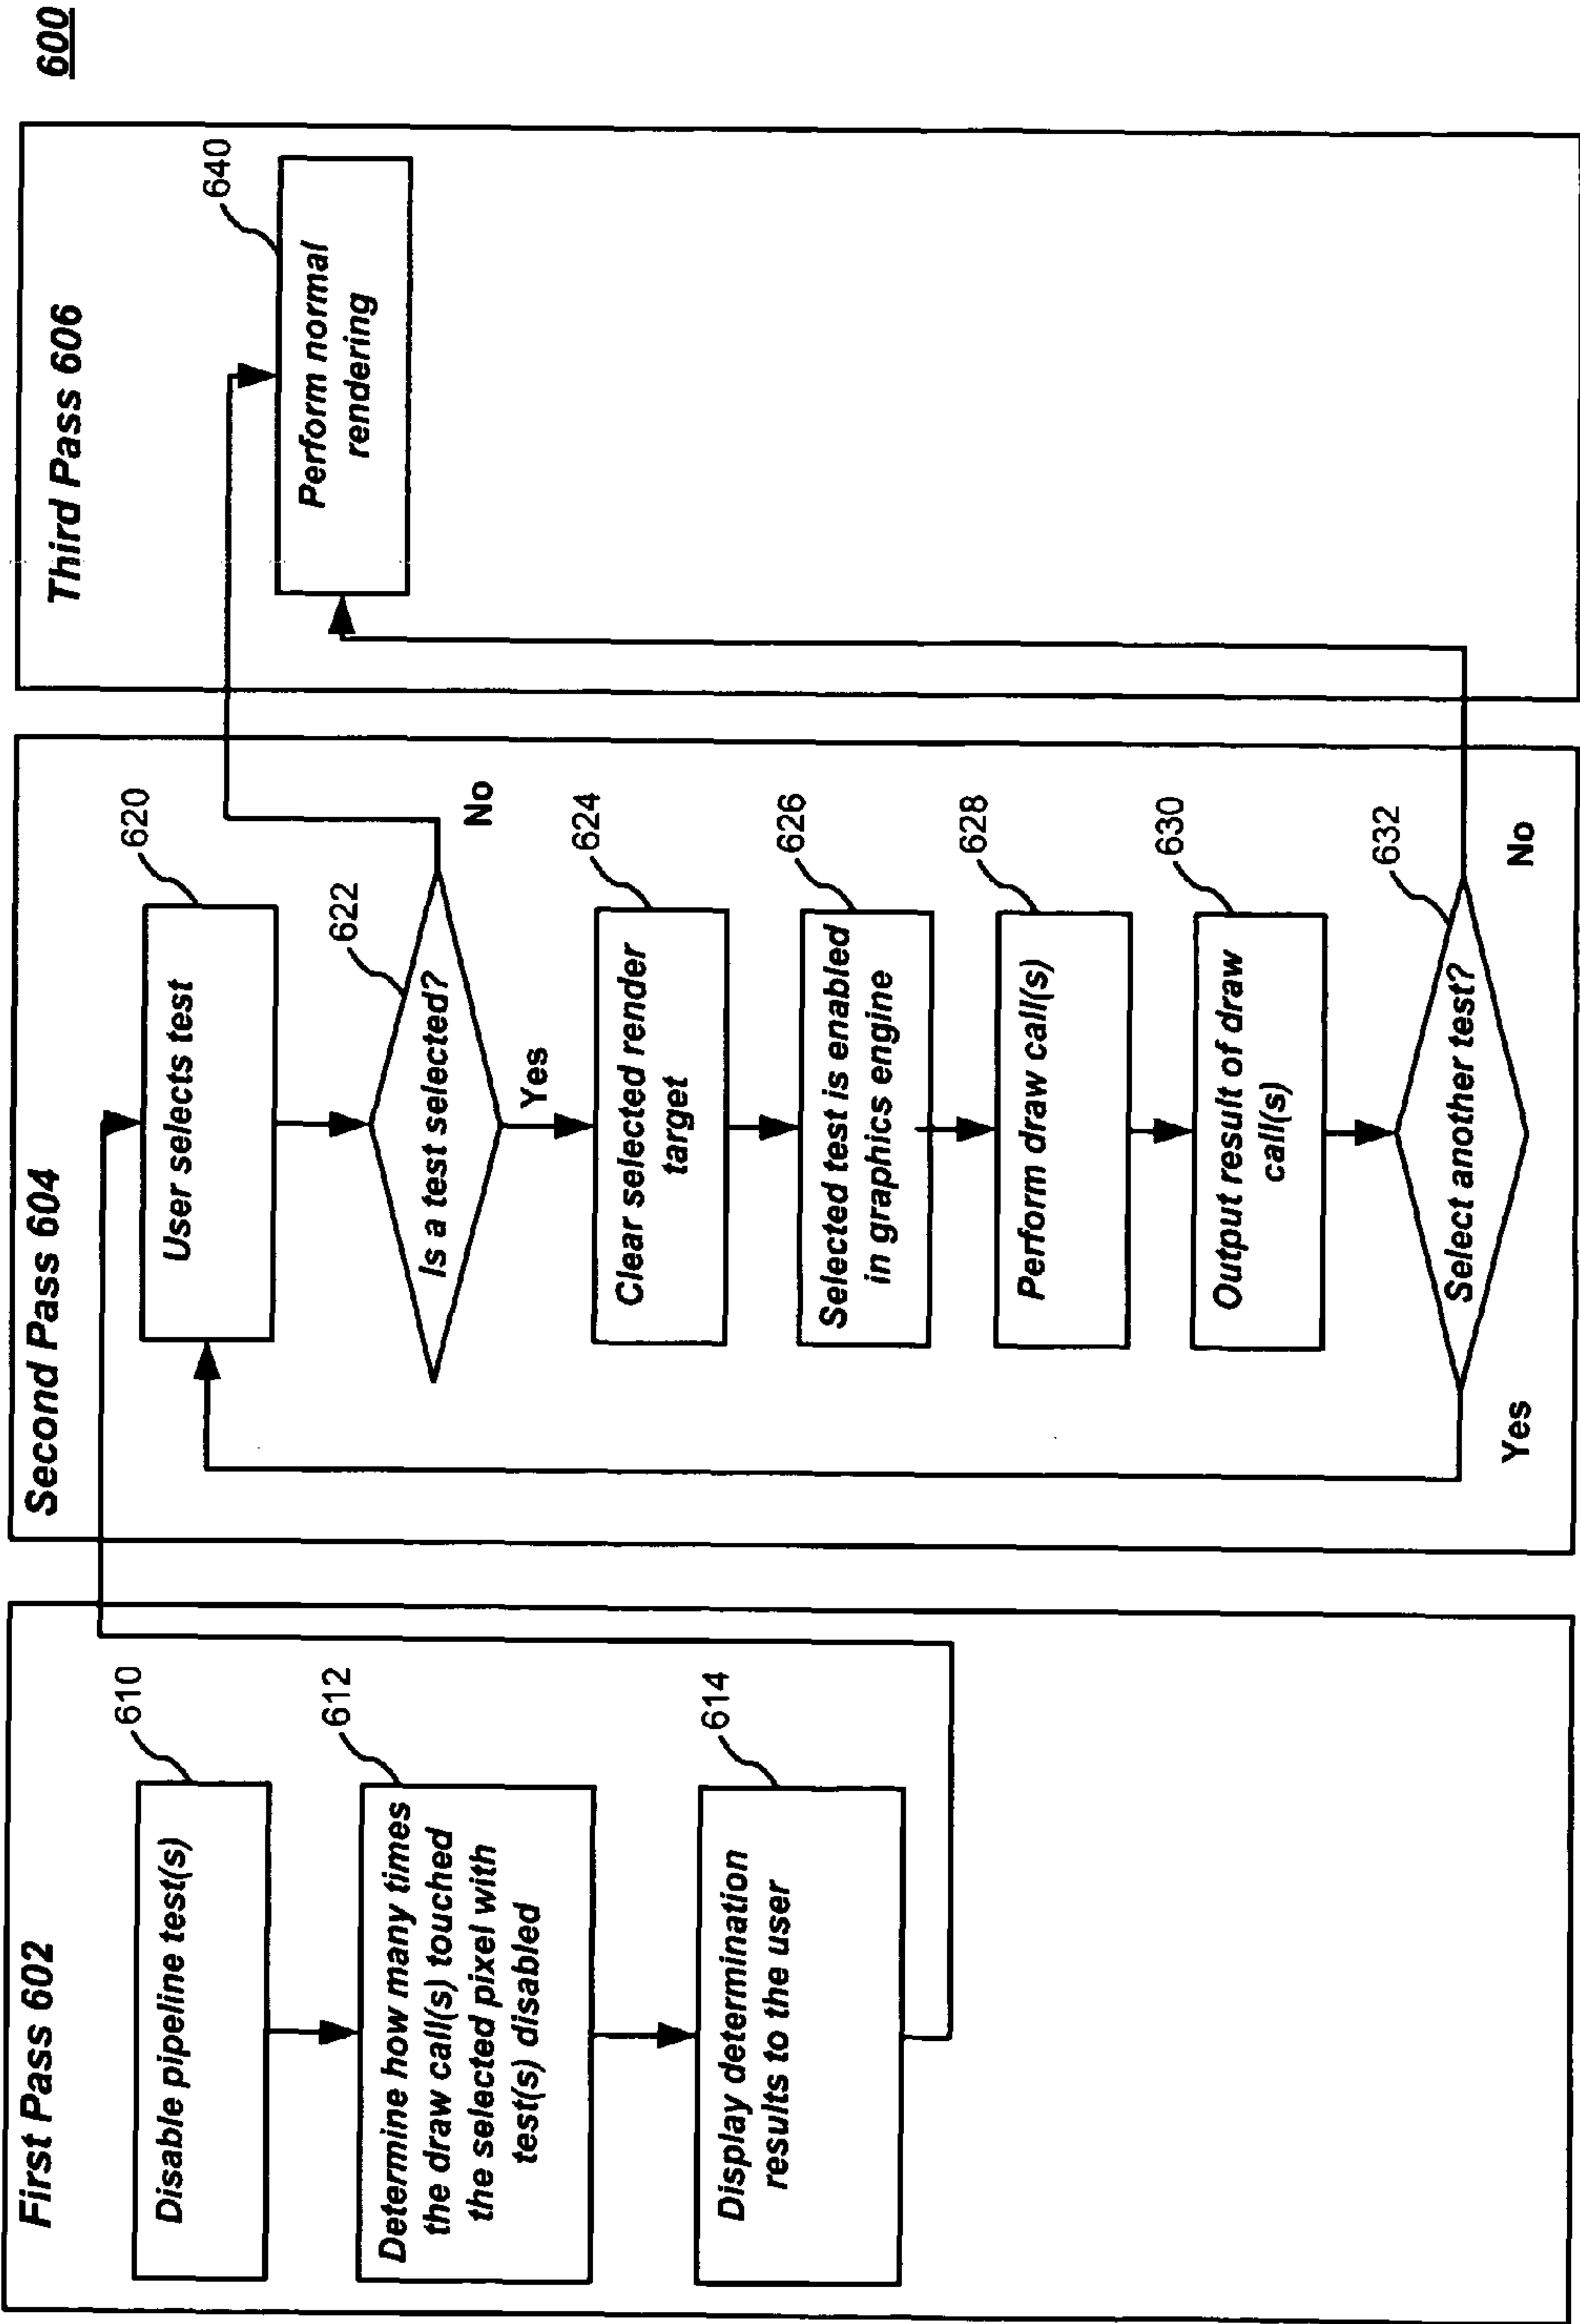 600
First Pass 602
610
Disable pipeline test(s)
612
Determine how many times
the draw call(s) touched
the selected pixel with
test(s) disabled
614
Display determination
results to the user
Second Pass 604
620
User selects test
622
Is a test selected?
No
Yes
624
Clear selected render
target
626
Selected test is enabled
in graphics engine
628
Perform draw call(s)
630
Output result of draw
call(s)
632
Select another test?
Yes
No
Third Pass 606
640
Perform normal
rendering